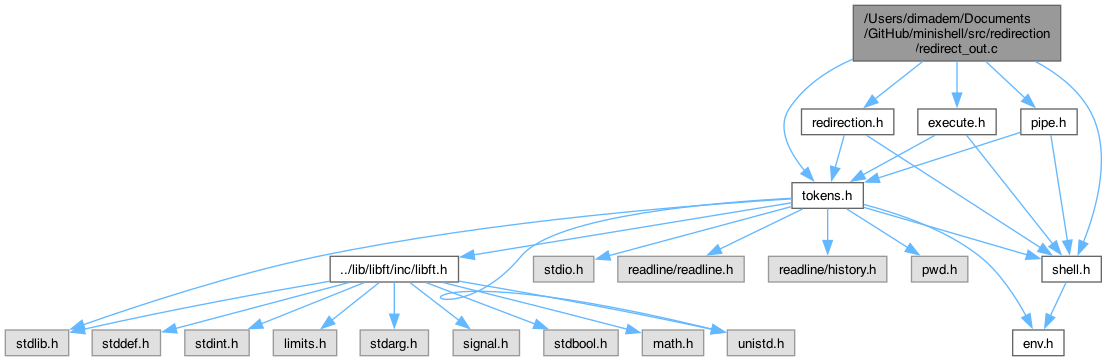 /Users/dimadem/Documents
/GitHub/minishell/src/redirection
/redirect_out.c
redirection.h
execute.h
pipe.h
tokens.h
../lib/libft/inc/libft.h
stdio.h
readline/readline.h
readline/history.h
pwd.h
shell.h
stdlib.h
stddef.h
stdint.h
limits.h
stdarg.h
signal.h
stdbool.h
math.h
unistd.h
env.h